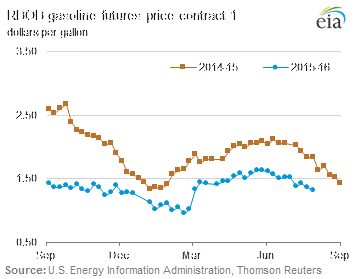 RBOB gasoline futures price contract 1
dollars per gallon
eia
3.50
2014-15
2015-16
2.50
1.50
0.50
Sep
Dec
Mar
Jun
Sep
Source: U.S. Energy Information Administration, Thomson Reuters